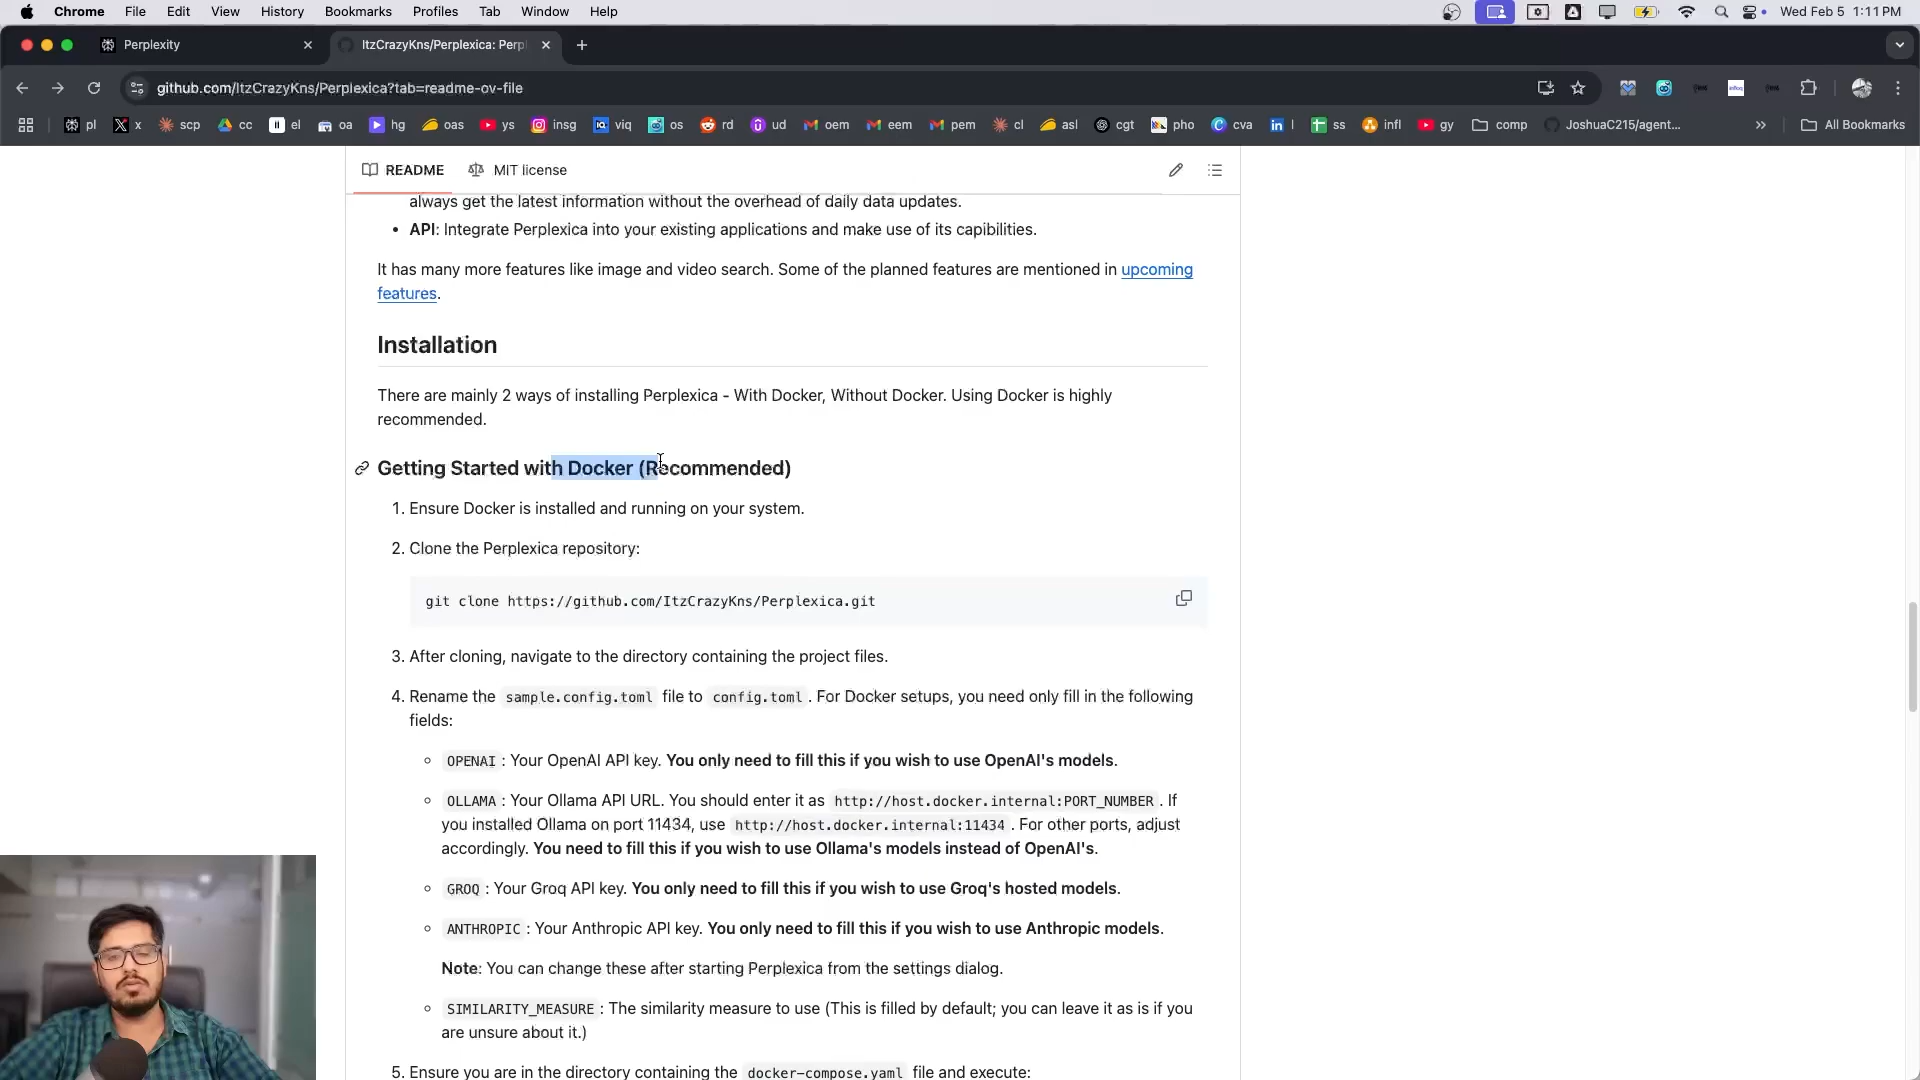 Chrome File Edit View History Bookmarks Profiles Tab Window Help Wed Feb 5 1:11 PM
Perplexity ItzCrazyKns/Perplexica: Perp
github.com/ItzCrazyKns/Perplexica?tab=readme-ov-file
pl x scp cc el oa hg oas ys insg viq os rd ud oem eem pem cl asl cgt pho cva l ss infl gy comp JoshuaC215/agent... All Bookmarks
README MIT license
always get the latest information without the overhead of daily data updates.
• API: Integrate Perplexica into your existing applications and make use of its capibilities.
It has many more features like image and video search. Some of the planned features are mentioned in upcoming
features.
Installation
There are mainly 2 ways of installing Perplexica - With Docker, Without Docker. Using Docker is highly
recommended.
Getting Started with Docker (Recommended)
1. Ensure Docker is installed and running on your system.
2. Clone the Perplexica repository:
git clone https://github.com/ItzCrazyKns/Perplexica.git
3. After cloning, navigate to the directory containing the project files.
4. Rename the sample.config.toml file to config.toml . For Docker setups, you need only fill in the following
fields:
OPENAI : Your OpenAI API key. You only need to fill this if you wish to use OpenAI's models.
OLLAMA : Your Ollama API URL. You should enter it as http://host.docker.internal:PORT_NUMBER . If
you installed Ollama on port 11434, use http://host.docker.internal:11434 . For other ports, adjust
accordingly. You need to fill this if you wish to use Ollama's models instead of OpenAI's.
GROQ : Your Groq API key. You only need to fill this if you wish to use Groq's hosted models.
ANTHROPIC : Your Anthropic API key. You only need to fill this if you wish to use Anthropic models.
Note: You can change these after starting Perplexica from the settings dialog.
SIMILARITY_MEASURE : The similarity measure to use (This is filled by default; you can leave it as is if you
are unsure about it.)
5. Ensure you are in the directory containing the docker-compose.yaml file and execute: